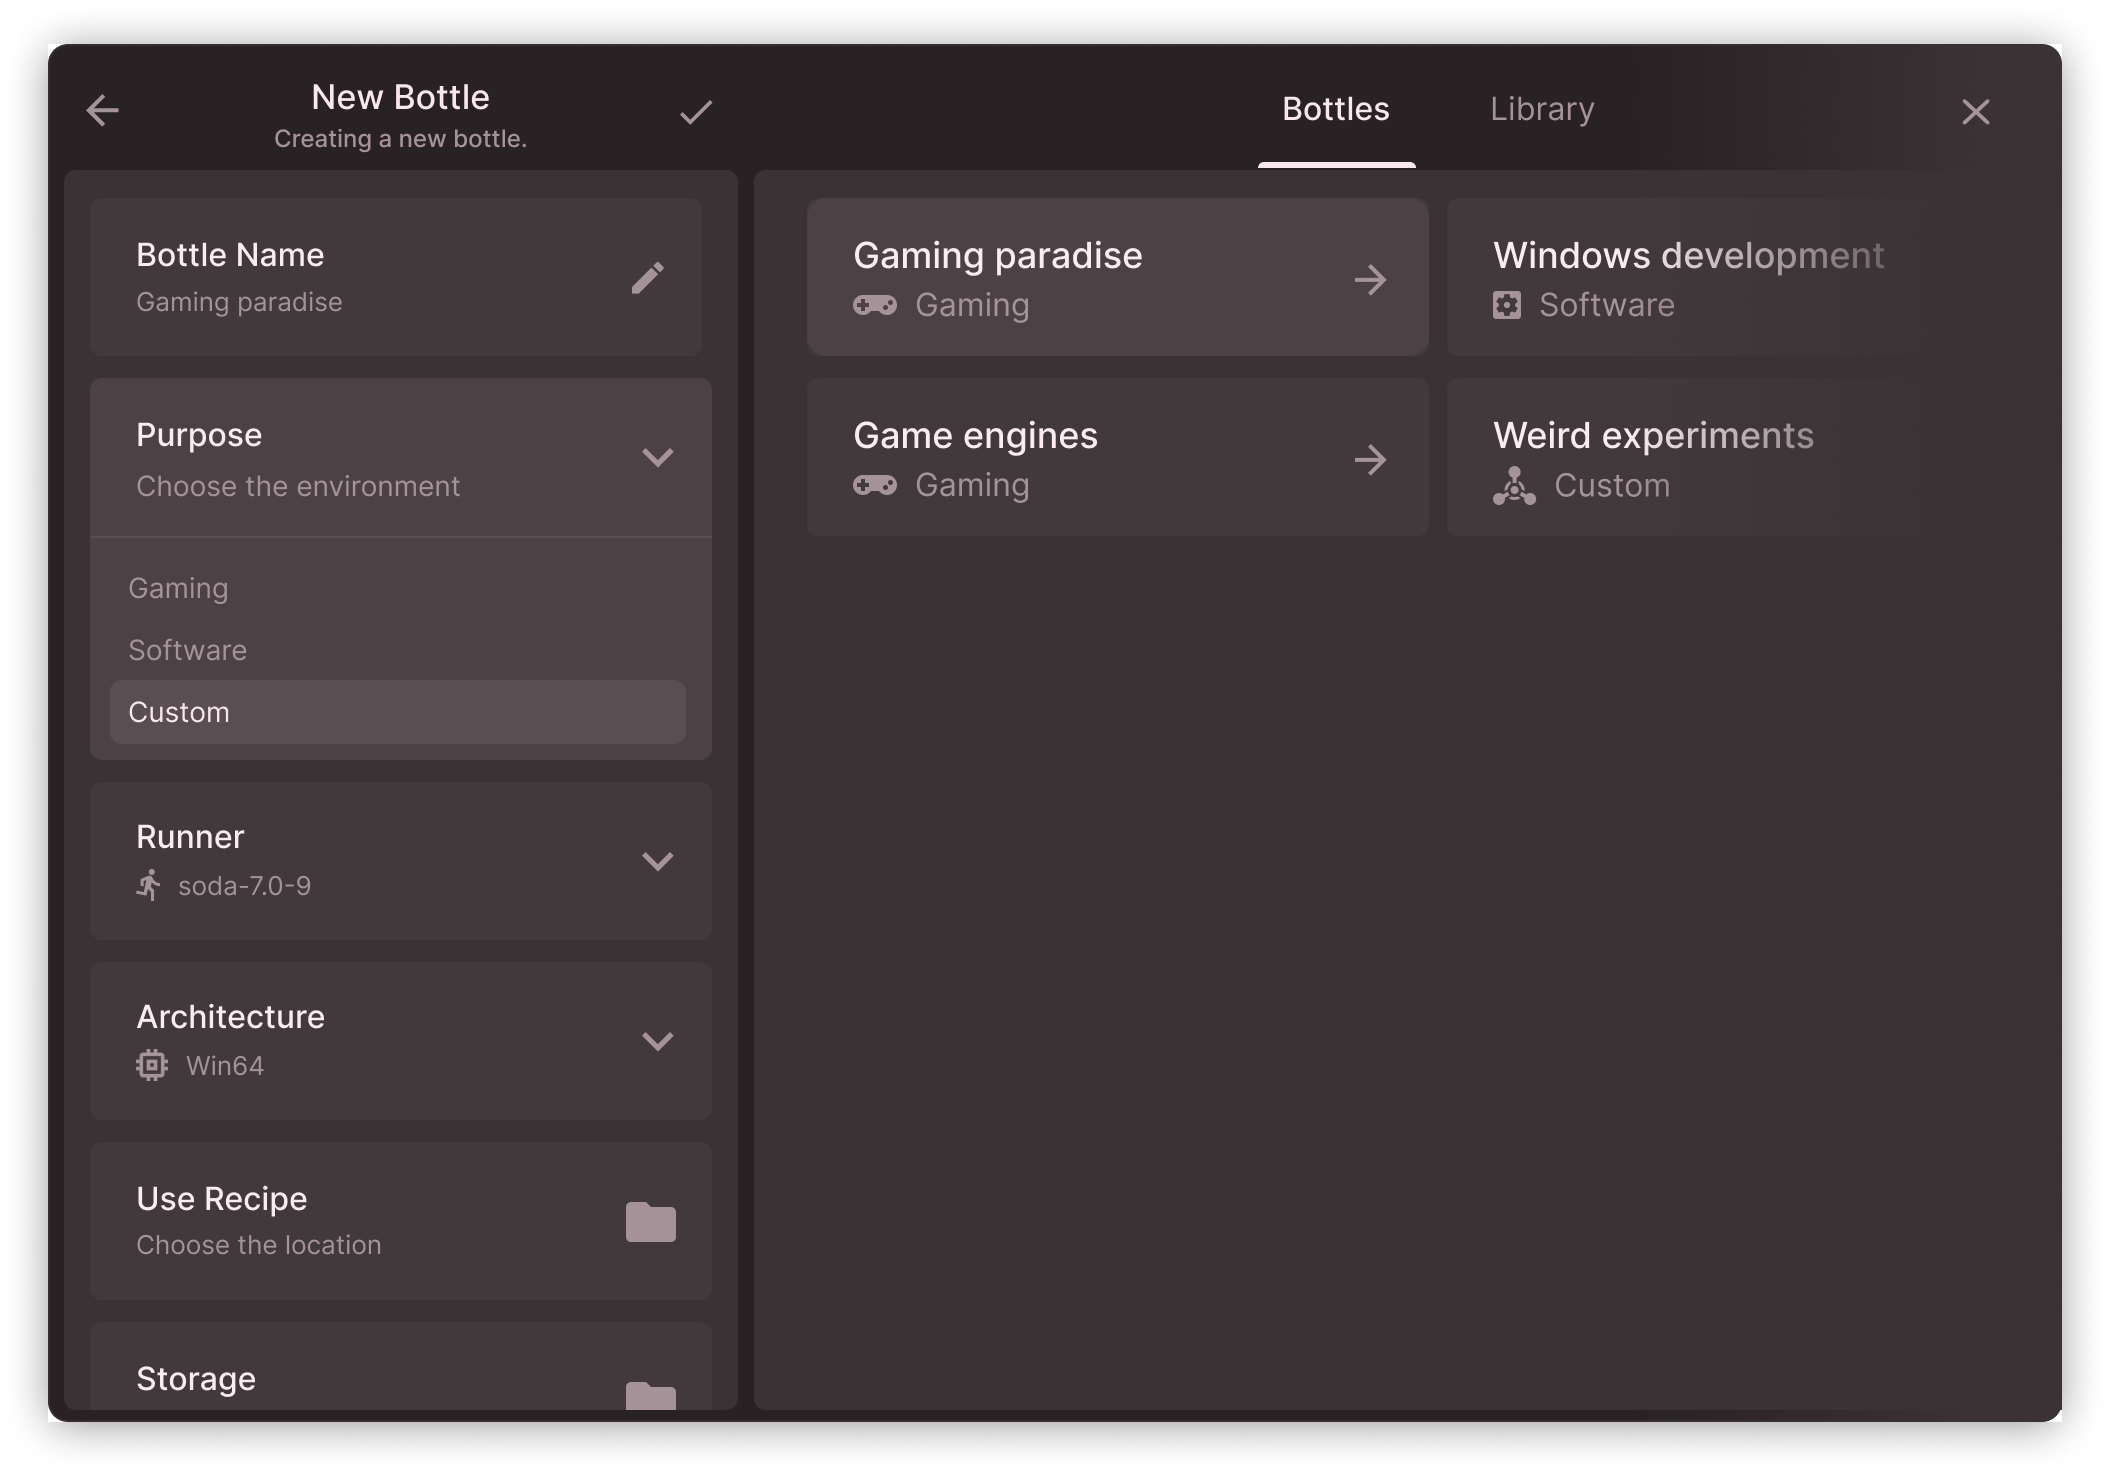 New Bottle
Creating a new bottle.
Bottles
Library
Bottle Name
Gaming paradise
Purpose
Choose the environment
Gaming
Software
Custom
Runner
soda-7.0-9
Architecture
Win64
Use Recipe
Choose the location
Storage
Gaming paradise
Gaming
Windows development
Software
Game engines
Gaming
Weird experiments
Custom